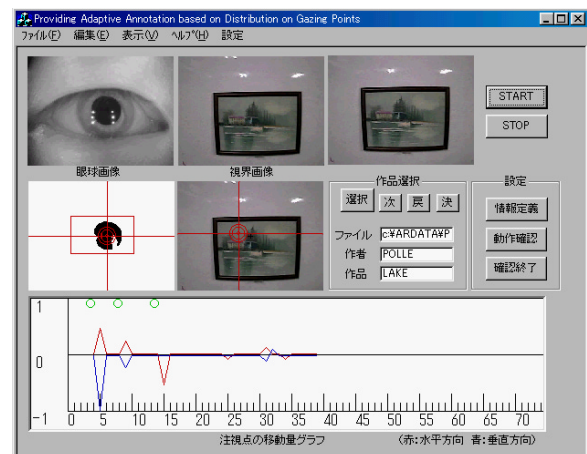 Providing Adaptive Annotation based on Distribution on Gazing Points
ファイル(F) 編集(E) 表示(V) ヘルプ(H) 設定
START
STOP
眼球画像 視界画像
作品選択
選択 次 戻 決
ファイル c:¥ARDATA¥P
作者 POLLE
作品 LAKE
設定
情報定義
動作確認
確認終了
1
0
-1
0 5 10 15 20 25 30 35 40 45 50 55 60 65 70
注視点の移動量グラフ (赤:水平方向 青:垂直方向)